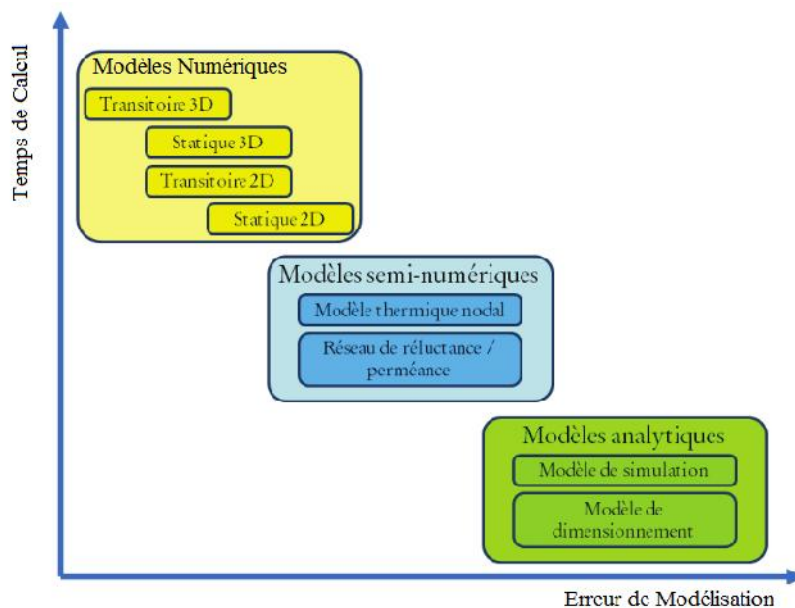 Temps de Calcul
Modèles Numériques
Transitoire 3D
Statique 3D
Transitoire 2D
Statique 2D
Modèles semi-numériques
Modèle thermique nodal
Réseau de réluctance /
perméance
Modèles analytiques
Modèle de simulation
Modèle de
dimensionnement
Erreur de Modélisation